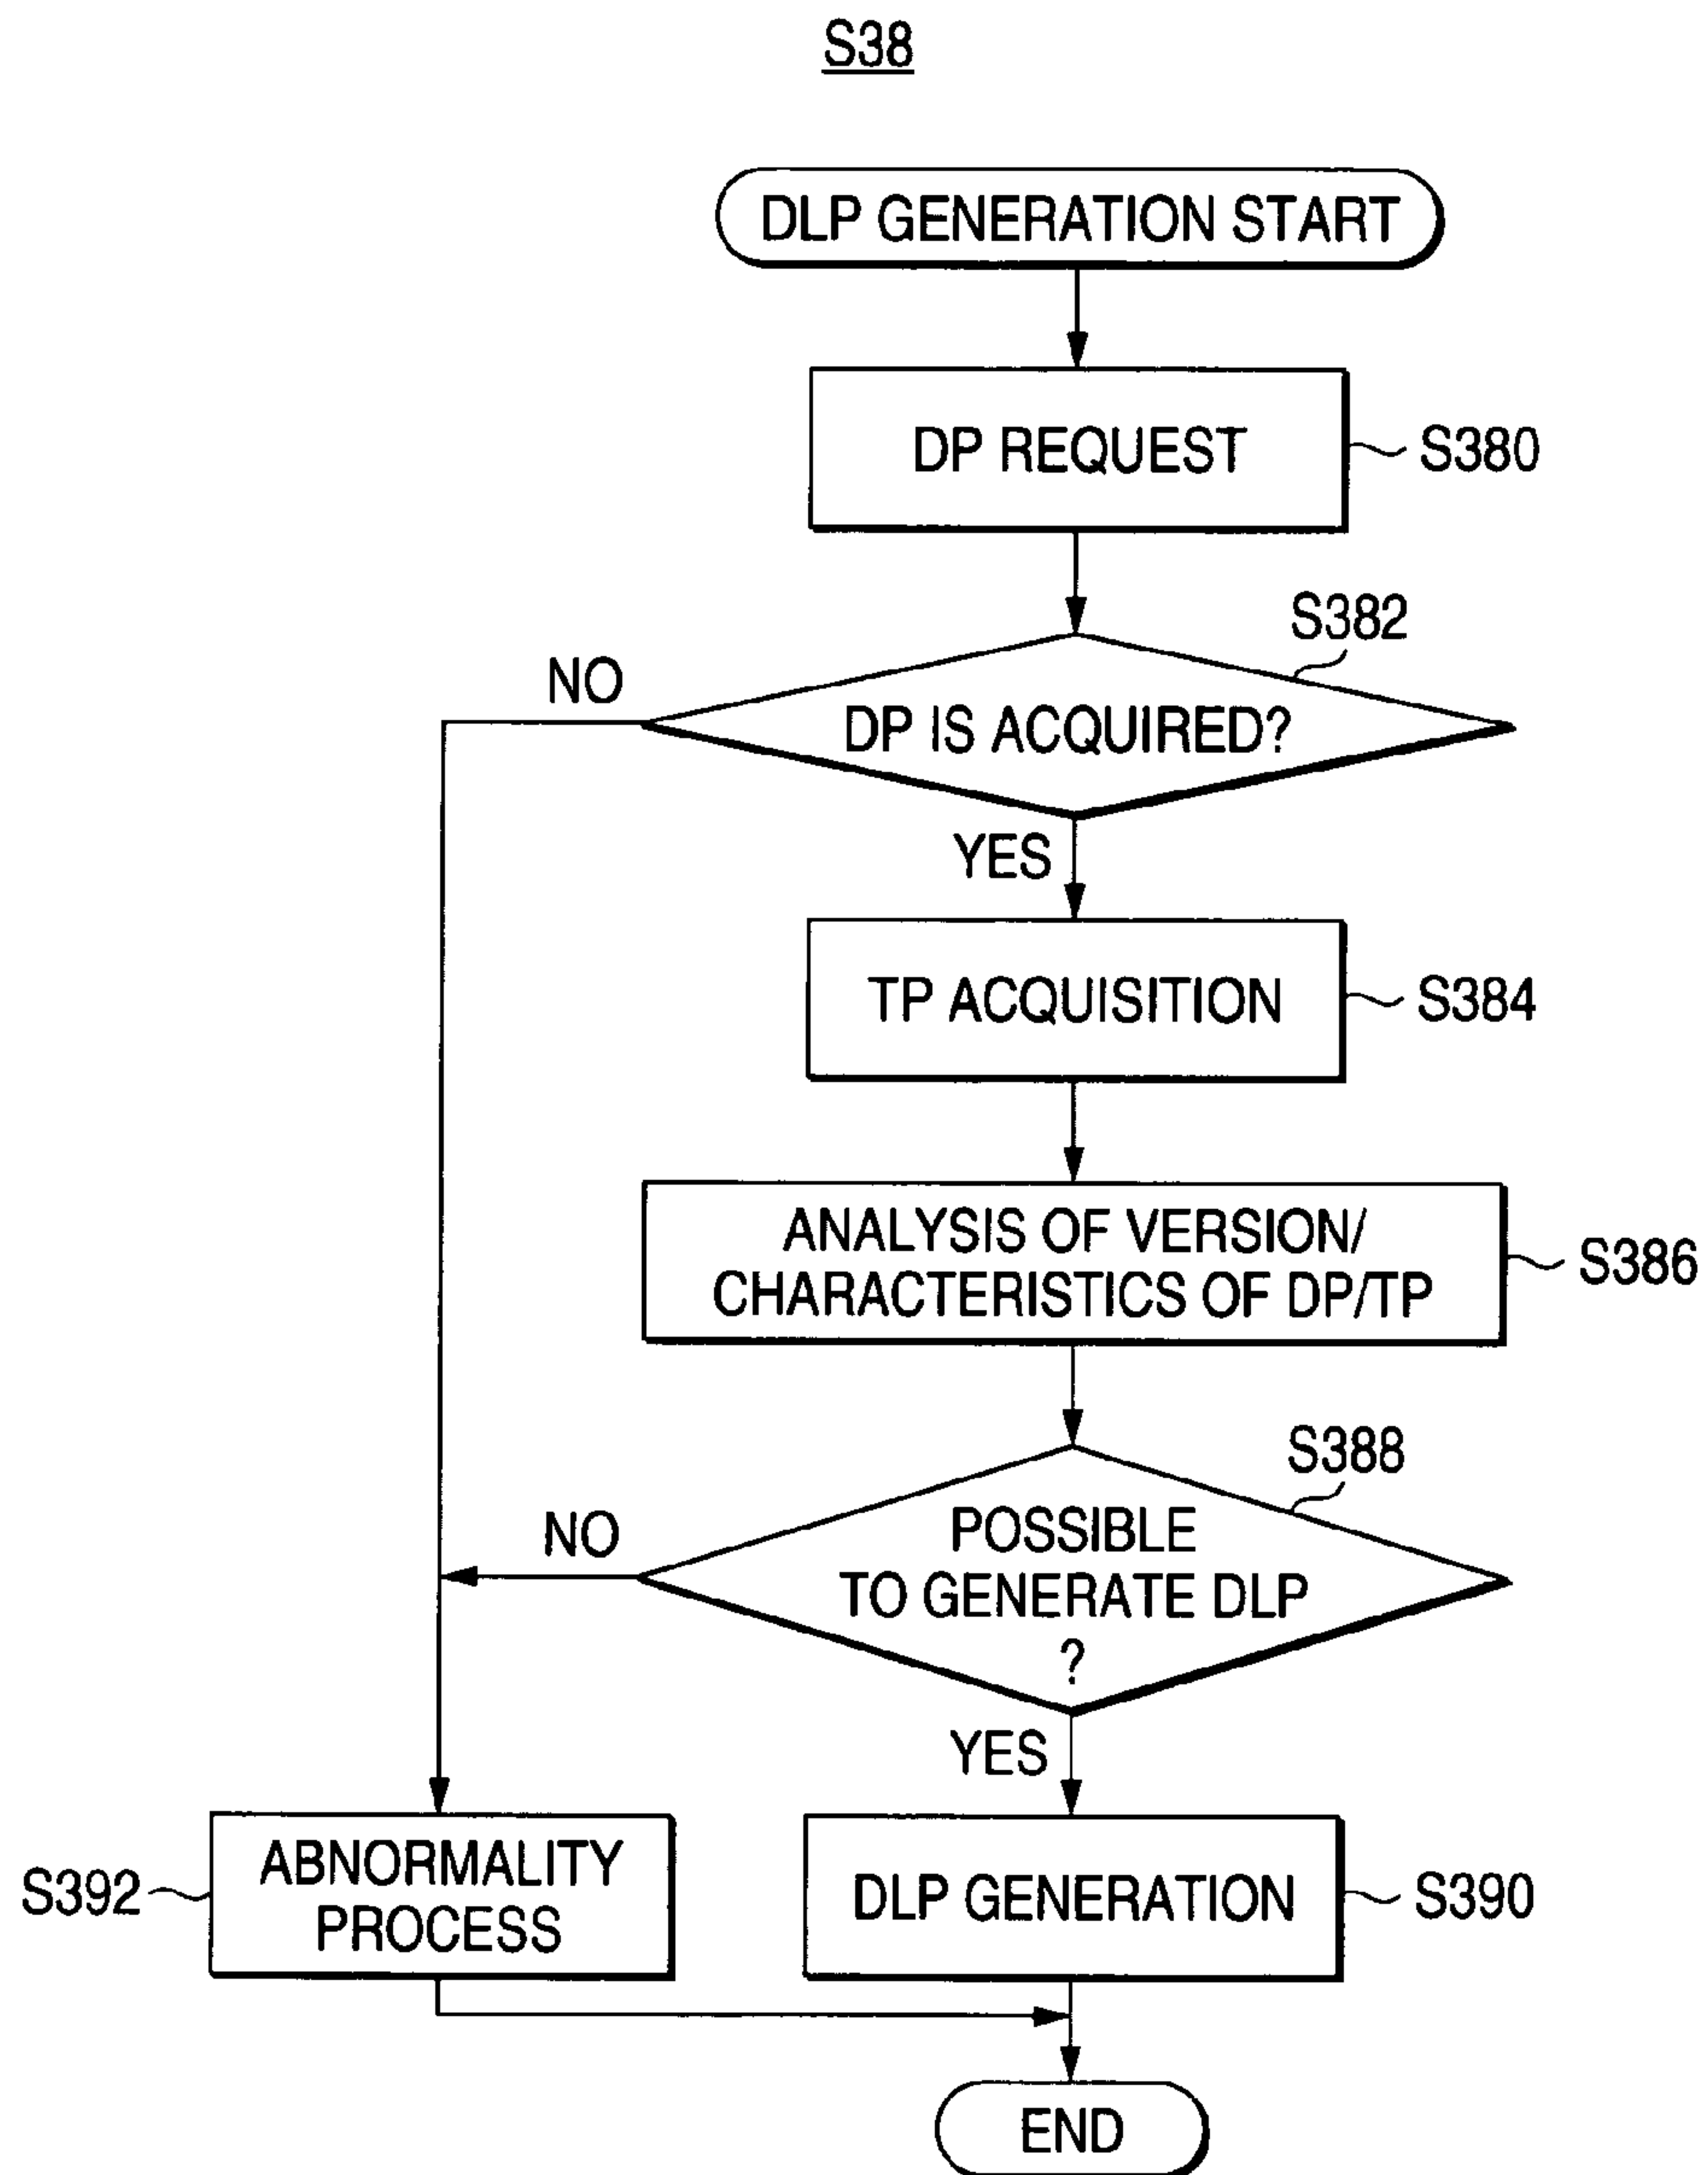 S38
DLP GENERATION START
DP REQUEST
S380
S382
NO
DP IS ACQUIRED?
YES
TP ACQUISITION
S384
ANALYSIS OF VERSION/
CHARACTERISTICS OF DP/TP
S386
S388
NO
POSSIBLE
TO GENERATE DLP
?
YES
S392
ABNORMALITY
PROCESS
DLP GENERATION
S390
END